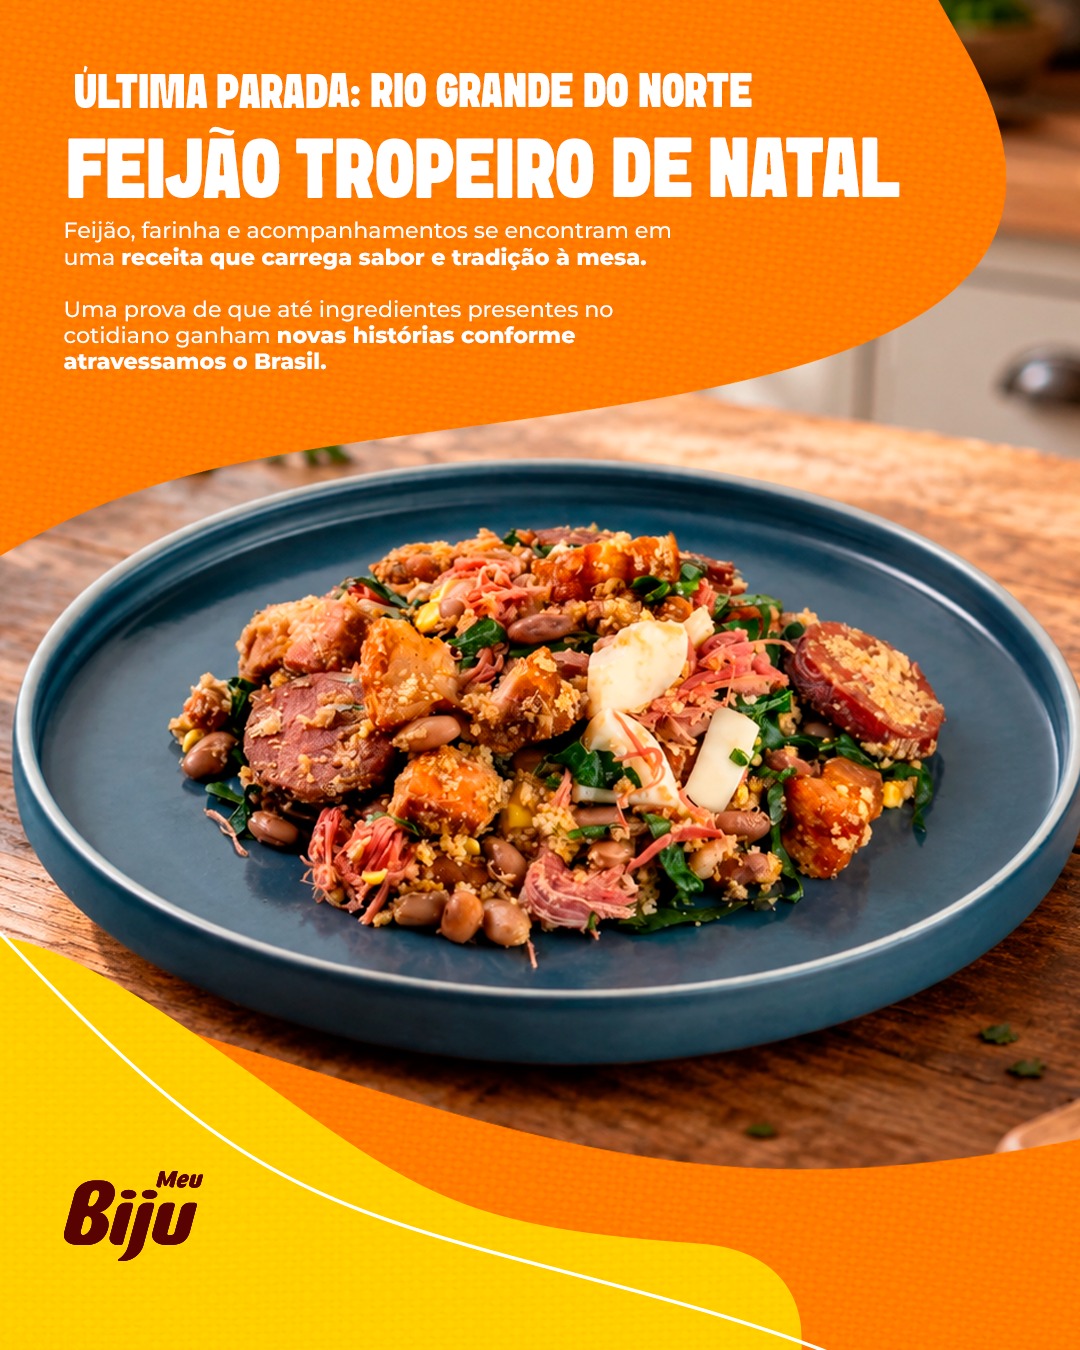 ÚLTIMA PARADA: RIO GRANDE DO NORTE
FEIJÃO TROPEIRO DE NATAL
Feijão, farinha e acompanhamentos se encontram em
uma receita que carrega sabor e tradição à mesa.
Uma prova de que até ingredientes presentes no
cotidiano ganham novas histórias conforme
atravessamos o Brasil.
Meu
Biju